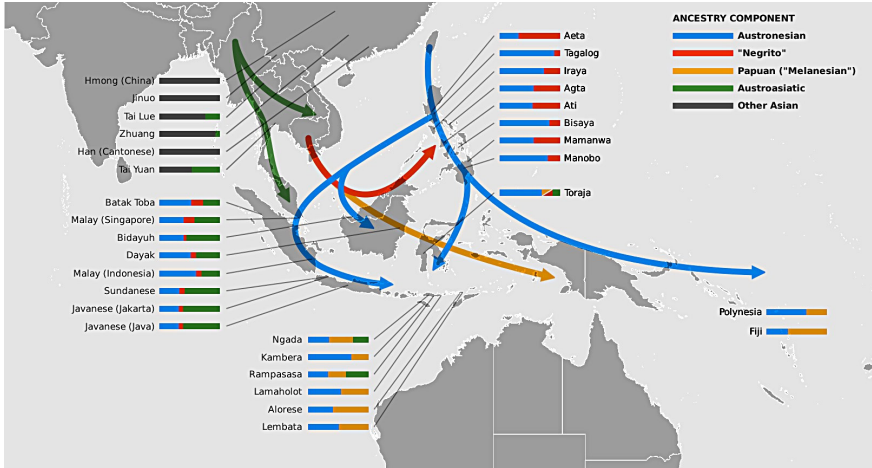 ANCESTRY COMPONENT
Austronesian
"Negrito"
Papuan ("Melanesian")
Austroasiatic
Other Asian
Aeta
Tagalog
Iraya
Agta
Ati
Bisaya
Mamanwa
Manobo
Toraja
Hmong (China)
Jinuo
Tai Lue
Zhuang
Han (Cantonese)
Tai Yuan
Batak Toba
Malay (Singapore)
Bidayuh
Dayak
Malay (Indonesia)
Sundanese
Javanese (Jakarta)
Javanese (Java)
Ngada
Kambera
Rampasasa
Lamaholot
Alorese
Lembata
Polynesia
Fiji